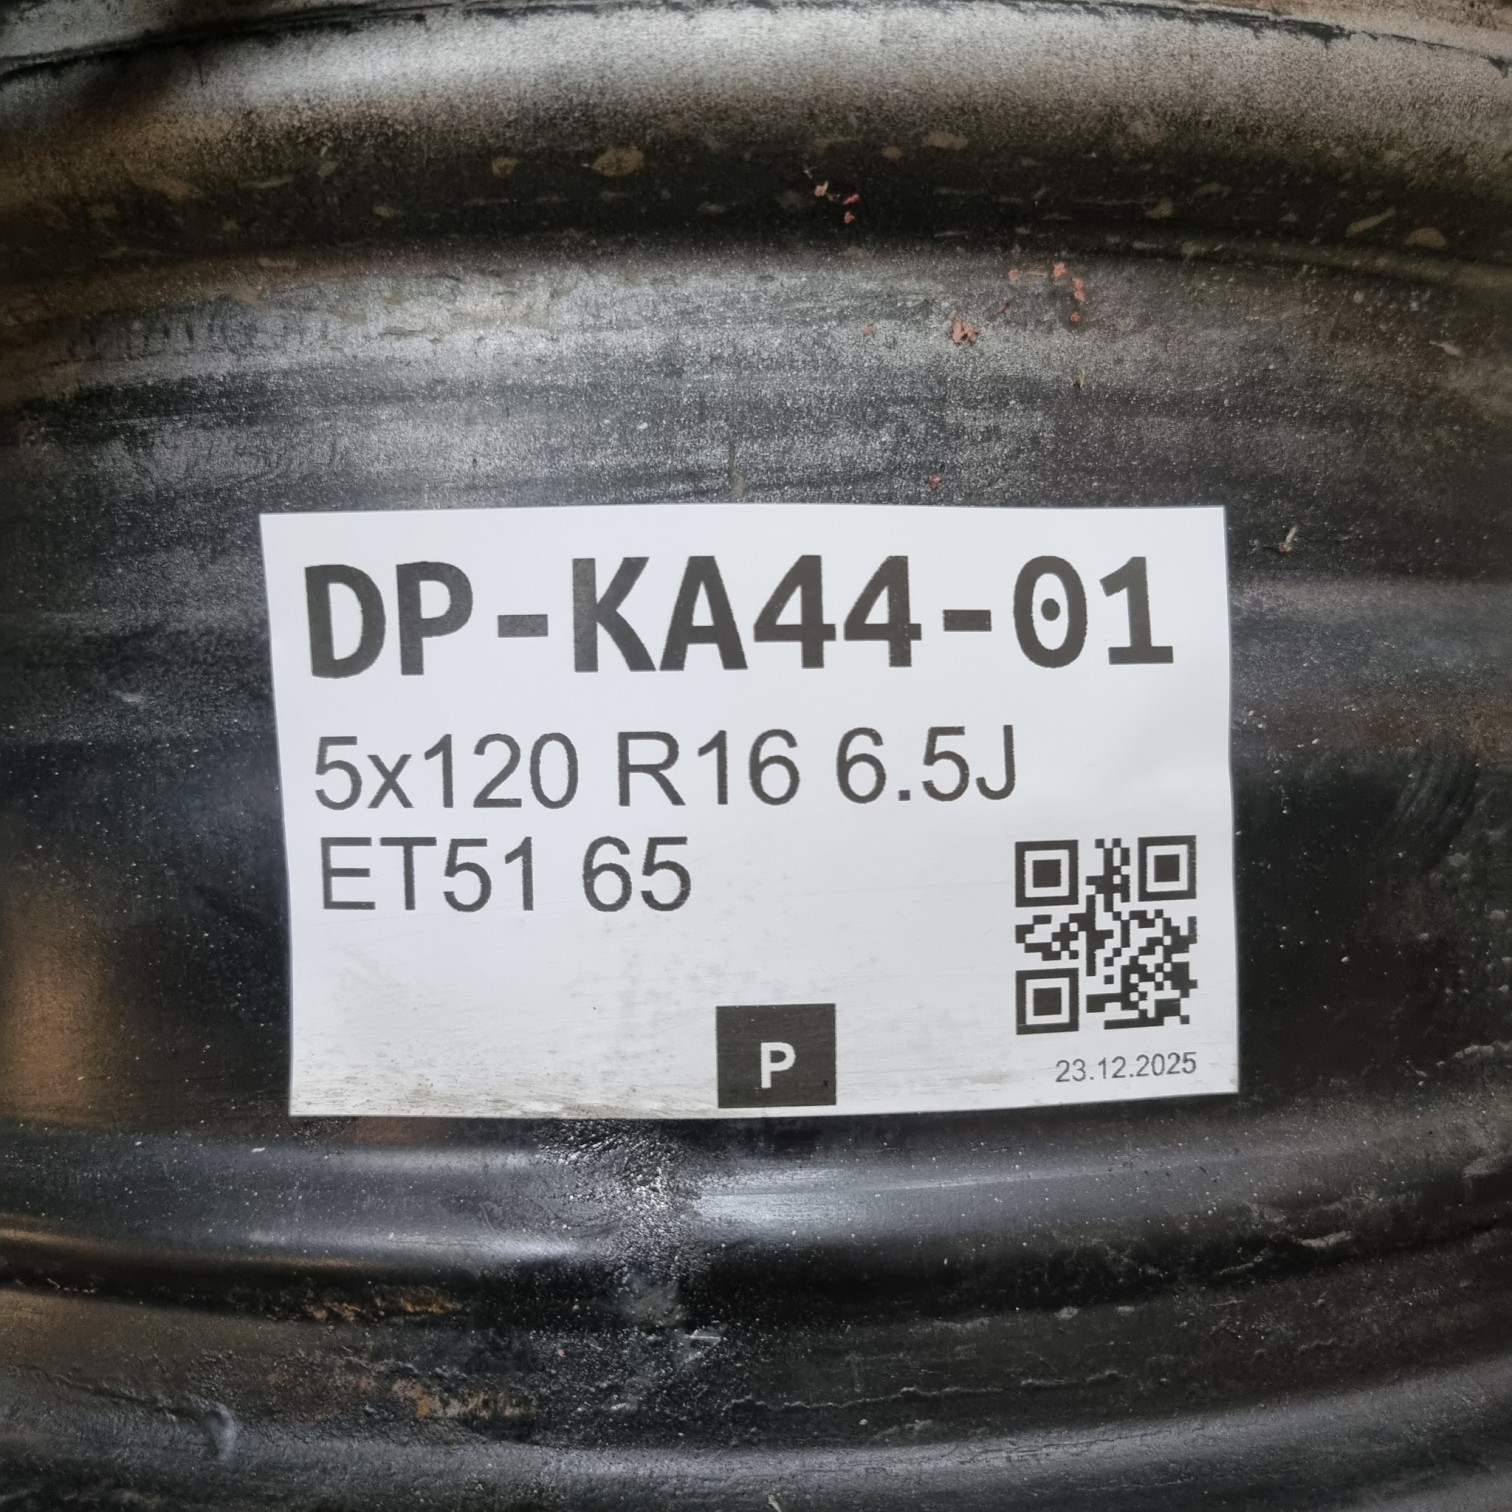 DP-KA44-01
5x120 R16 6.5J
ET51 65
P
23.12.2025